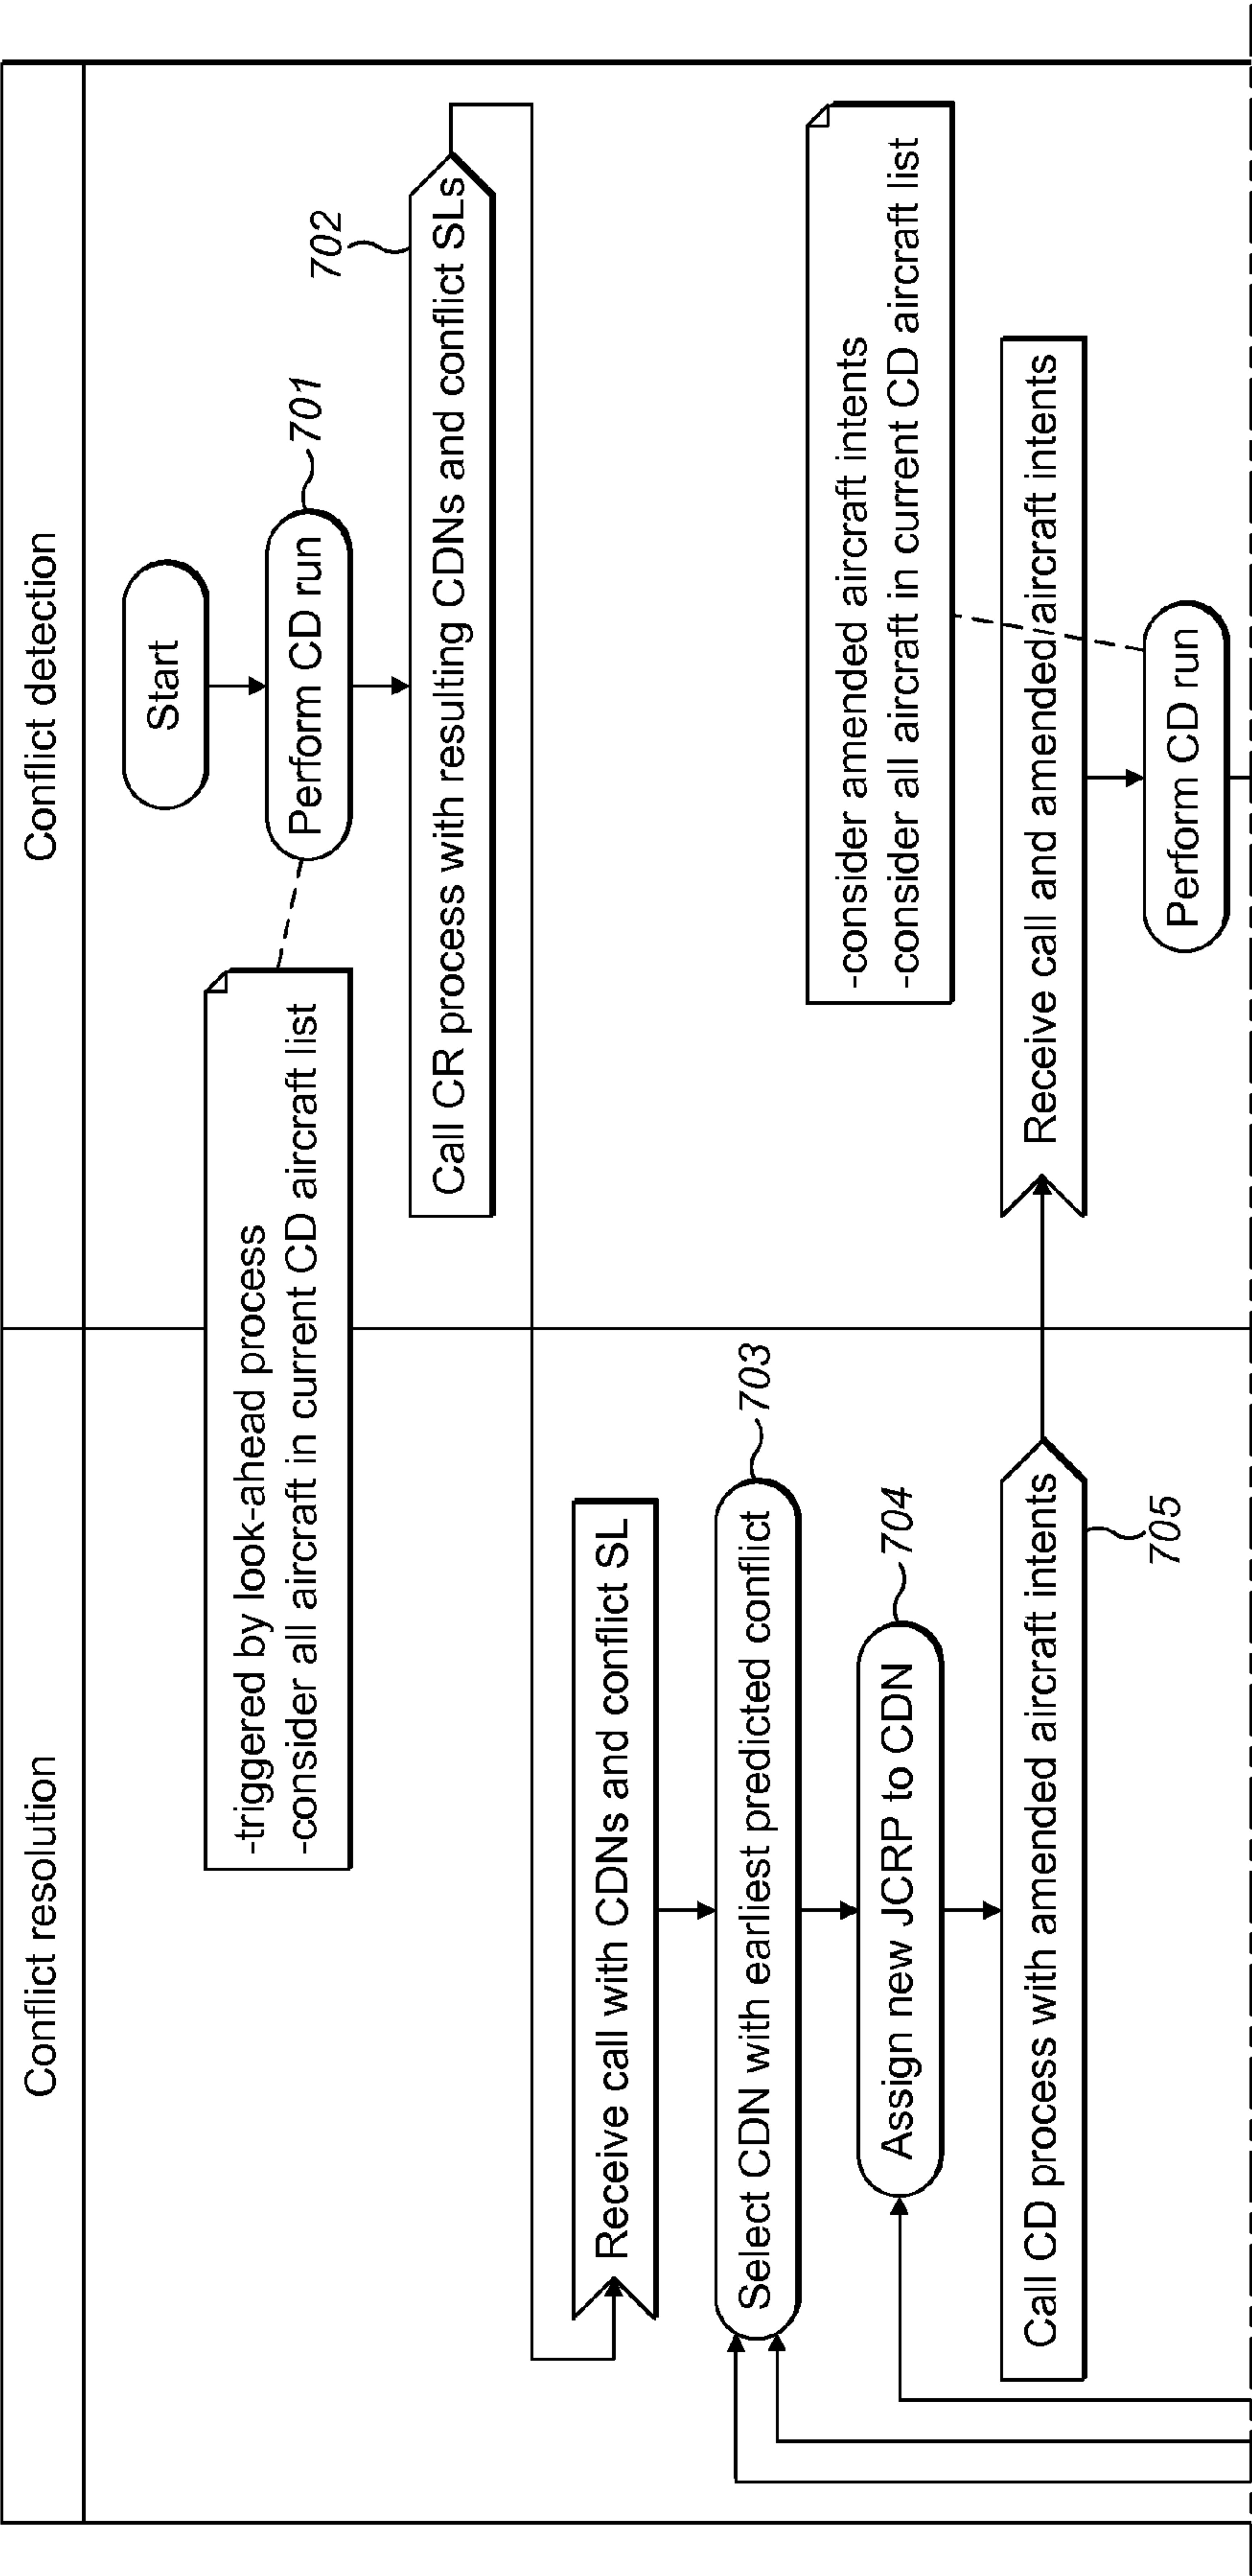 Conflict resolution
Conflict detection
Start
-triggered by look-ahead process
-consider all aircraft in current CD aircraft list
Perform CD run
701
702
Call CR process with resulting CDNs and conflict SLs
Receive call with CDNs and conflict SL
Select CDN with earliest predicted conflict
703
Assign new JCRP to CDN
704
-consider amended aircraft intents
-consider all aircraft in current CD aircraft list
Call CD process with amended aircraft intents
705
Receive call and amended aircraft intents
Perform CD run